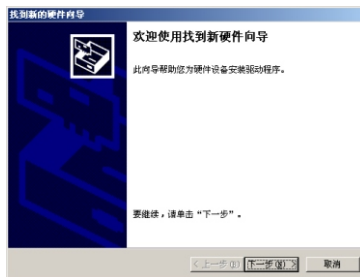 找到新的硬件向导
欢迎使用找到新硬件向导
此向导帮助您为硬件设备安装驱动程序。
要继续，请单击“下一步”。
< 上一步(B) 下一步(N) > 取消